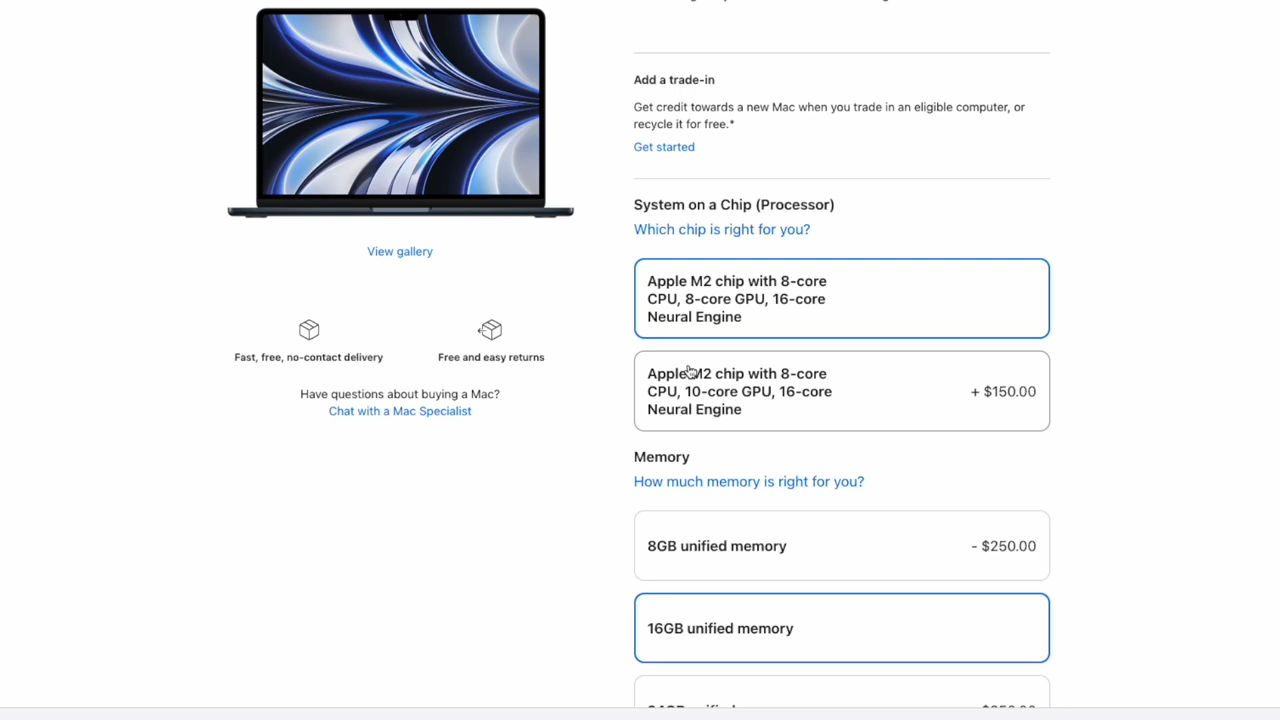 Add a trade-in
Get credit towards a new Mac when you trade in an eligible computer, or
recycle it for free.*
Get started
System on a Chip (Processor)
Which chip is right for you?
View gallery
Apple M2 chip with 8-core
CPU, 8-core GPU, 16-core
Neural Engine
Fast, free, no-contact delivery
Free and easy returns
Have questions about buying a Mac?
Chat with a Mac Specialist
Apple M2 chip with 8-core
CPU, 10-core GPU, 16-core
Neural Engine
+ $150.00
Memory
How much memory is right for you?
8GB unified memory
- $250.00
16GB unified memory